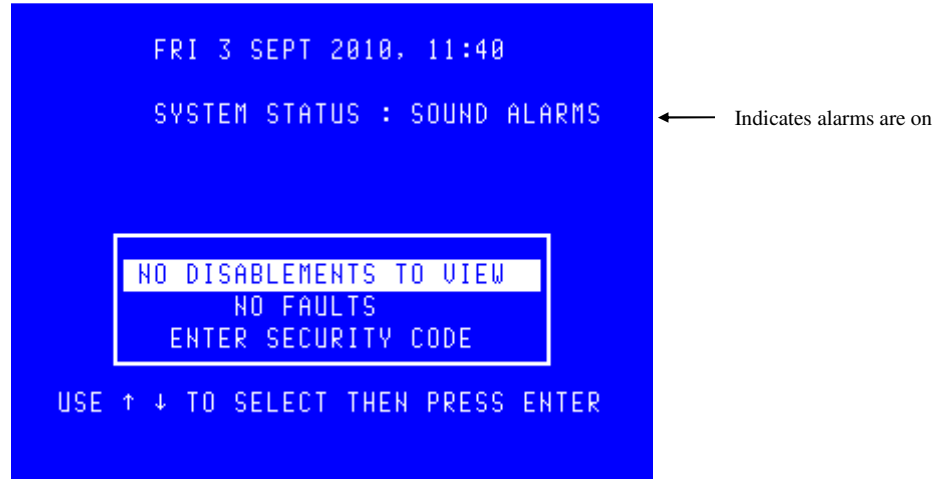 FRI 3 SEPT 2010, 11:40
SYSTEM STATUS : SOUND ALARMS
Indicates alarms are on
NO DISABLEMENTS TO VIEW
NO FAULTS
ENTER SECURITY CODE
USE ↑ ↓ TO SELECT THEN PRESS ENTER